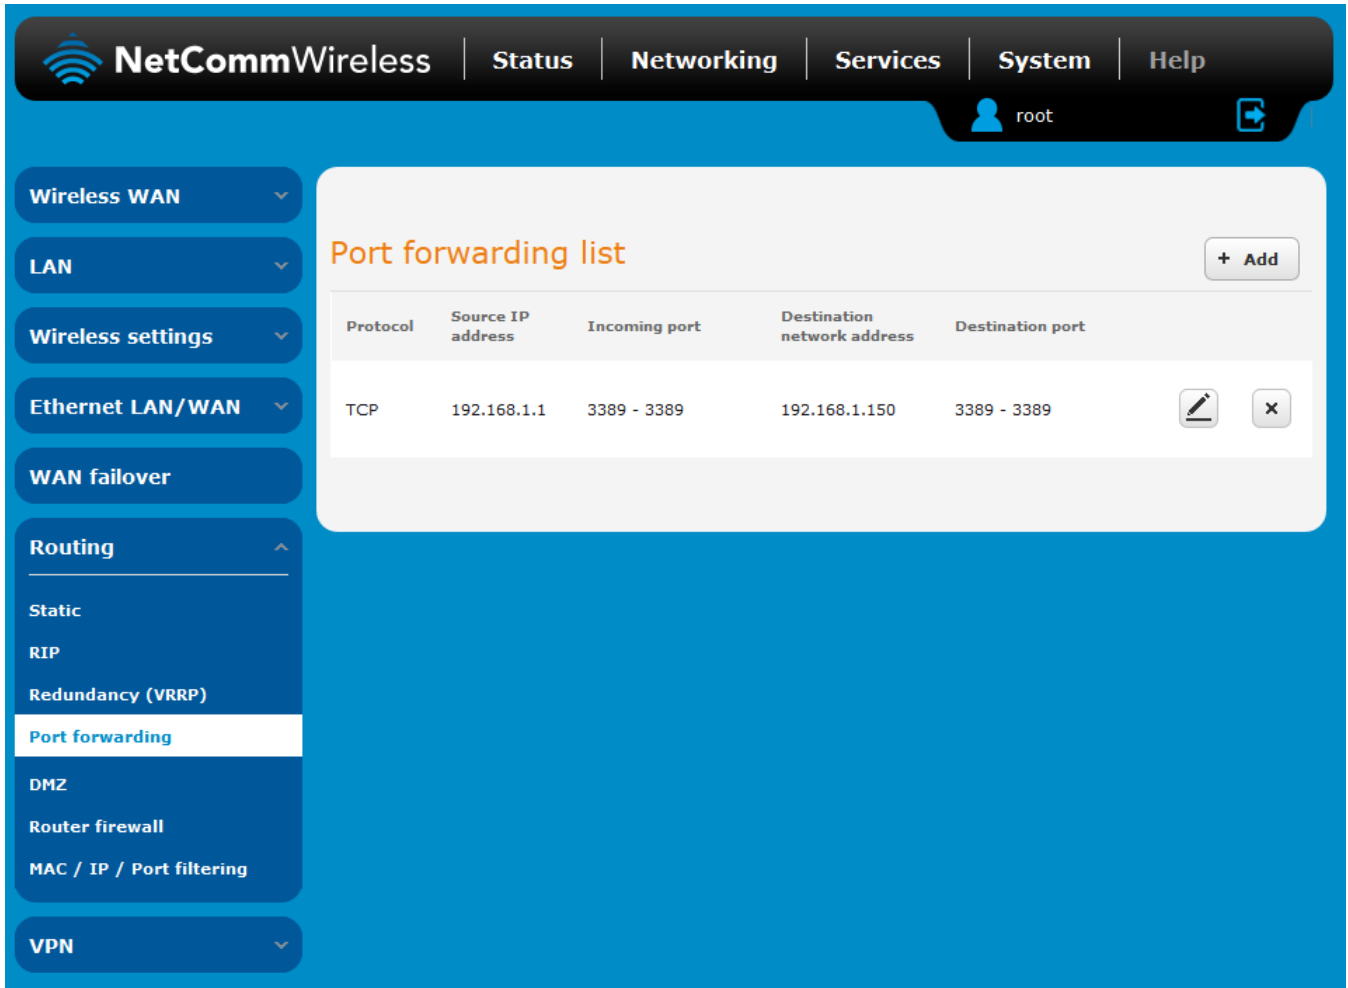 NetCommWireless Status Networking Services System Help
root
Wireless WAN
LAN
Wireless settings
Ethernet LAN/WAN
WAN failover
Routing
Static
RIP
Redundancy (VRRP)
Port forwarding
DMZ
Router firewall
MAC / IP / Port filtering
VPN
Port forwarding list
+ Add
Protocol Source IP address Incoming port Destination network address Destination port
TCP 192.168.1.1 3389 - 3389 192.168.1.150 3389 - 3389